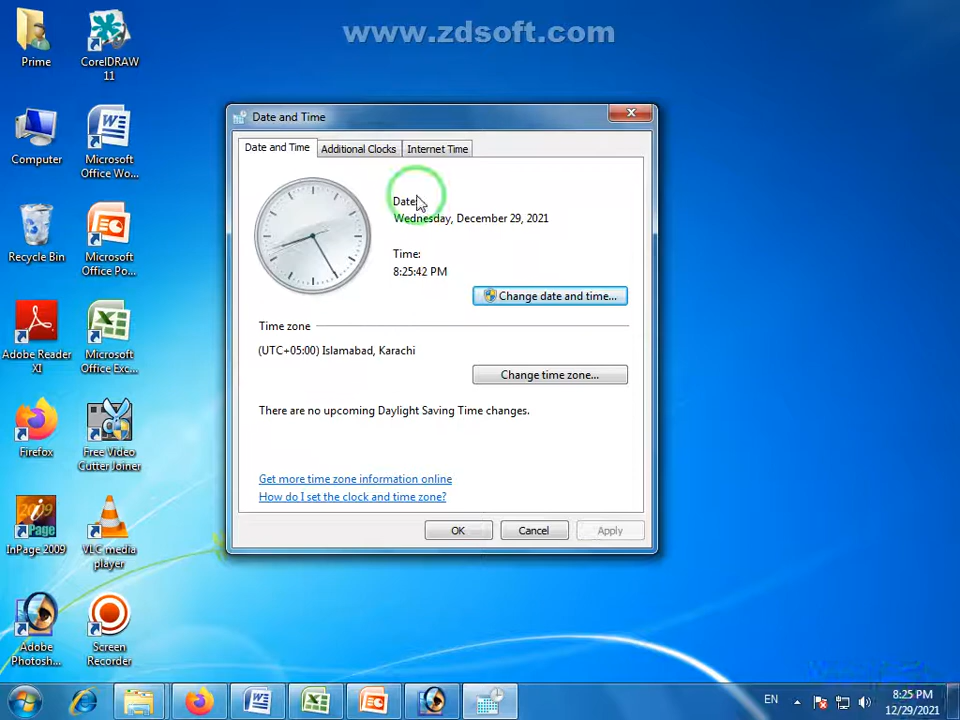 www.zdsoft.com
Prime
CorelDRAW
11
Computer
Microsoft
Office Wo...
Recycle Bin
Microsoft
Office Po...
Adobe Reader
XI
Microsoft
Office Exc...
Firefox
Free Video
Cutter Joiner
InPage 2009
VLC media
player
Adobe
Photosh...
Screen
Recorder
Date and Time
Date and Time
Additional Clocks
Internet Time
Date:
Wednesday, December 29, 2021
Time:
8:25:42 PM
Change date and time...
Time zone
(UTC+05:00) Islamabad, Karachi
Change time zone...
There are no upcoming Daylight Saving Time changes.
Get more time zone information online
How do I set the clock and time zone?
OK
Cancel
Apply
EN
8:25 PM
12/29/2021